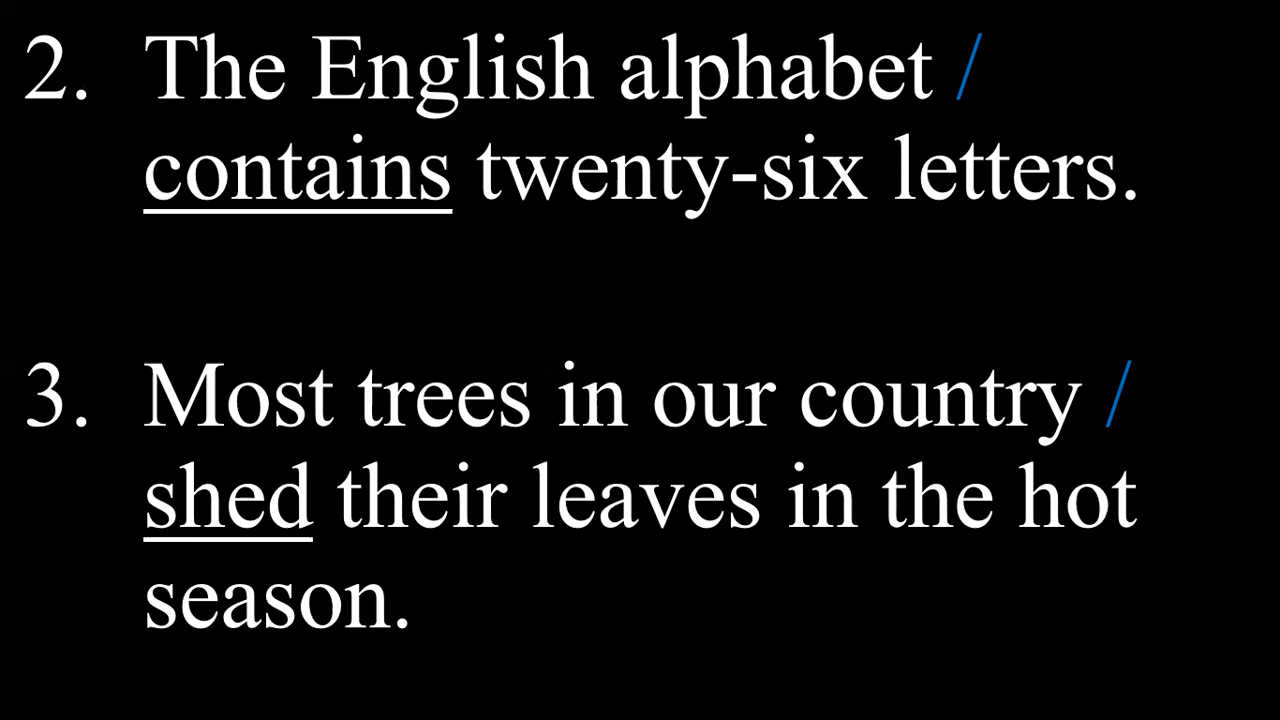 2. The English alphabet /
contains twenty-six letters.
3. Most trees in our country /
shed their leaves in the hot
season.